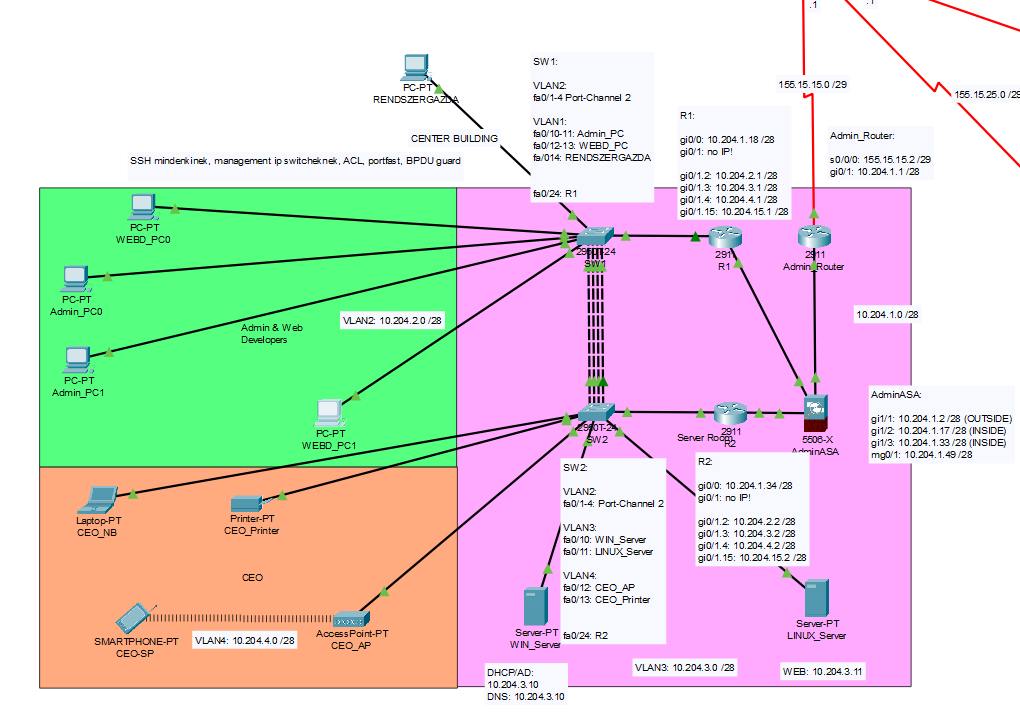 .1
.1
155.15.15.0 /29
155.15.25.0 /29
PC-PT
RENDSZERGAZDA
CENTER BUILDING
SSH mindenkinek, management ip switcheknek, ACL, portfast, BPDU guard
SW1:
VLAN2:
fa0/1-4 Port-Channel 2
VLAN1:
fa0/10-11: Admin_PC
fa0/12-13: WEBD_PC
fa/014: RENDSZERGAZDA
fa0/24: R1
R1:
gi0/0: 10.204.1.18 /28
gi0/1: no IP!
gi0/1.2: 10.204.2.1 /28
gi0/1.3: 10.204.3.1 /28
gi0/1.4: 10.204.4.1 /28
gi0/1.15: 10.204.15.1 /28
Admin_Router:
s0/0/0: 155.15.15.2 /29
gi0/1: 10.204.1.1 /28
PC-PT
WEBD_PC0
PC-PT
Admin_PC0
PC-PT
Admin_PC1
Admin & Web
Developers
VLAN2: 10.204.2.0 /28
PC-PT
WEBD_PC1
2950T-24
SW1
2911
R1
2911
Admin_Router
10.204.1.0 /28
AdminASA:
gi1/1: 10.204.1.2 /28 (OUTSIDE)
gi1/2: 10.204.1.17 /28 (INSIDE)
gi1/3: 10.204.1.33 /28 (INSIDE)
mg0/1: 10.204.1.49 /28
2950T-24
SW2
Server Room
2911
R2
5506-X
AdminASA
SW2:
VLAN2:
fa0/1-4: Port-Channel 2
VLAN3:
fa0/10: WIN_Server
fa0/11: LINUX_Server
VLAN4:
fa0/12: CEO_AP
fa0/13: CEO_Printer
fa0/24: R2
R2:
gi0/0: 10.204.1.34 /28
gi0/1: no IP!
gi0/1.2: 10.204.2.2 /28
gi0/1.3: 10.204.3.2 /28
gi0/1.4: 10.204.4.2 /28
gi0/1.15: 10.204.15.2 /28
Laptop-PT
CEO_NB
Printer-PT
CEO_Printer
CEO
SMARTPHONE-PT
CEO-SP
VLAN4: 10.204.4.0 /28
AccessPoint-PT
CEO_AP
Server-PT
WIN_Server
Server-PT
LINUX_Server
DHCP/AD:
10.204.3.10
DNS: 10.204.3.10
VLAN3: 10.204.3.0 /28
WEB: 10.204.3.11